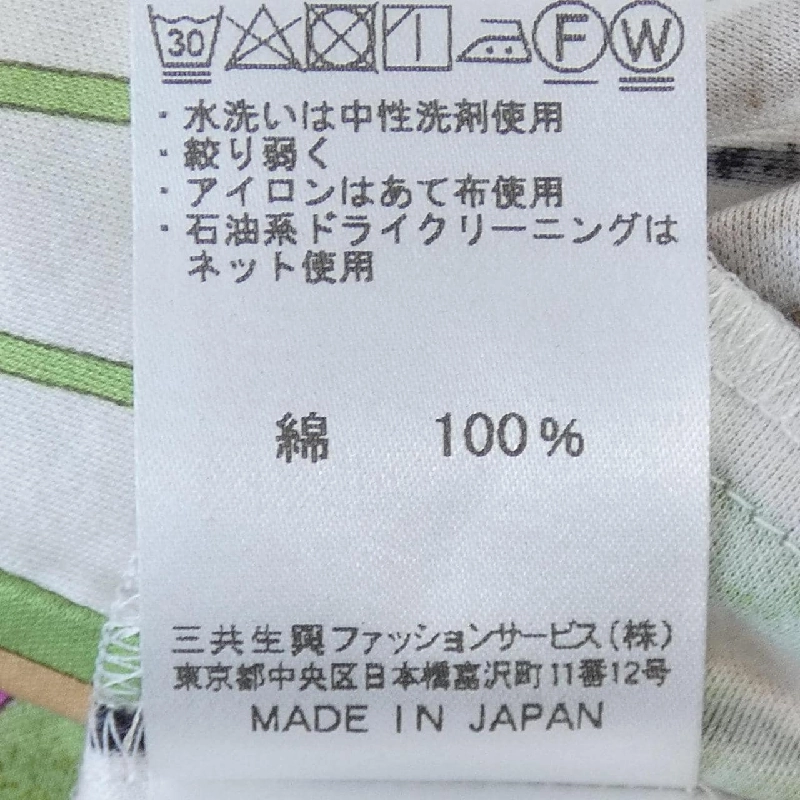 30 F W
・水洗いは中性洗剤使用
・絞り弱く
・アイロンはあて布使用
・石油系ドライクリーニングは
ネット使用
綿 100%
三共生興ファッションサービス(株)
東京都中央区日本橋富沢町11番12号
MADE IN JAPAN